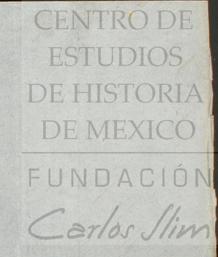 CENTRO DE
ESTUDIOS
DE HISTORIA
DE MEXICO
FUNDACIÓN
Carlos Slim